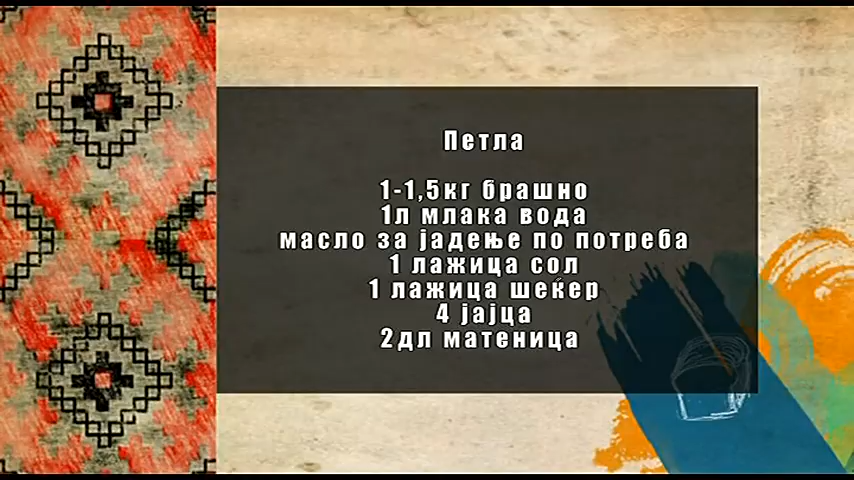 Петла
1-1,5кг брашно
1л млака вода
масло за јадење по потреба
1 лажица сол
1 лажица шеќер
4 јајца
2дл матеница